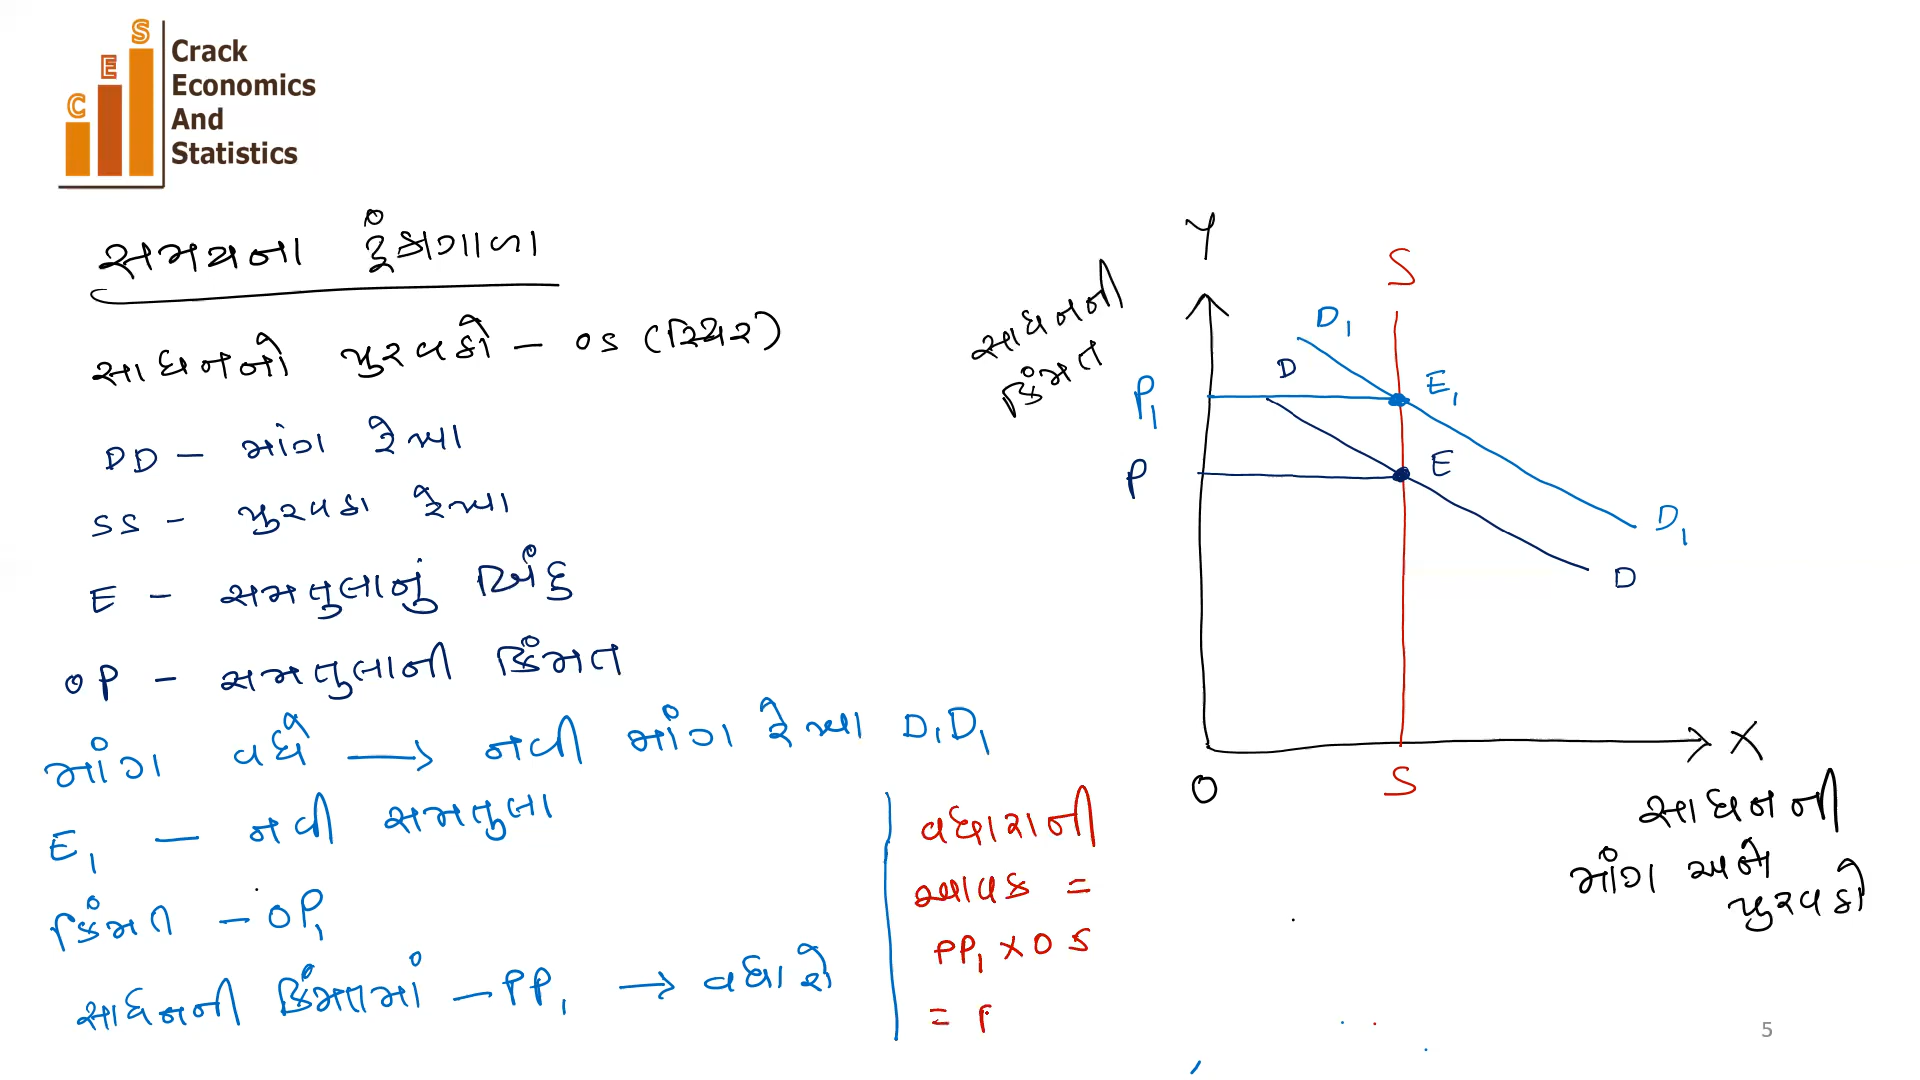 C E S
Crack
Economics
And
Statistics
સમયના ટૂંકાગાળા
સાધનનો પુરવઠો – OS (સ્થિર)
DD – માંગ રેખા
SS – પુરવઠા રેખા
E – સમતુલાનું બિંદુ
OP – સમતુલાની કિંમત
માંગ વધે → નવી માંગ રેખા D₁D₁
E₁ – નવી સમતુલા
કિંમત – OP₁
સાધનની કિંમતમાં – PP₁ → વધારો
વધારાની
આવક =
PP₁ × OS
= P
Y
સાધનની
કિંમત
S
D₁
D
P₁
E₁
P
E
D₁
D
O
S
X
સાધનની
માંગ અને
પુરવઠો
5